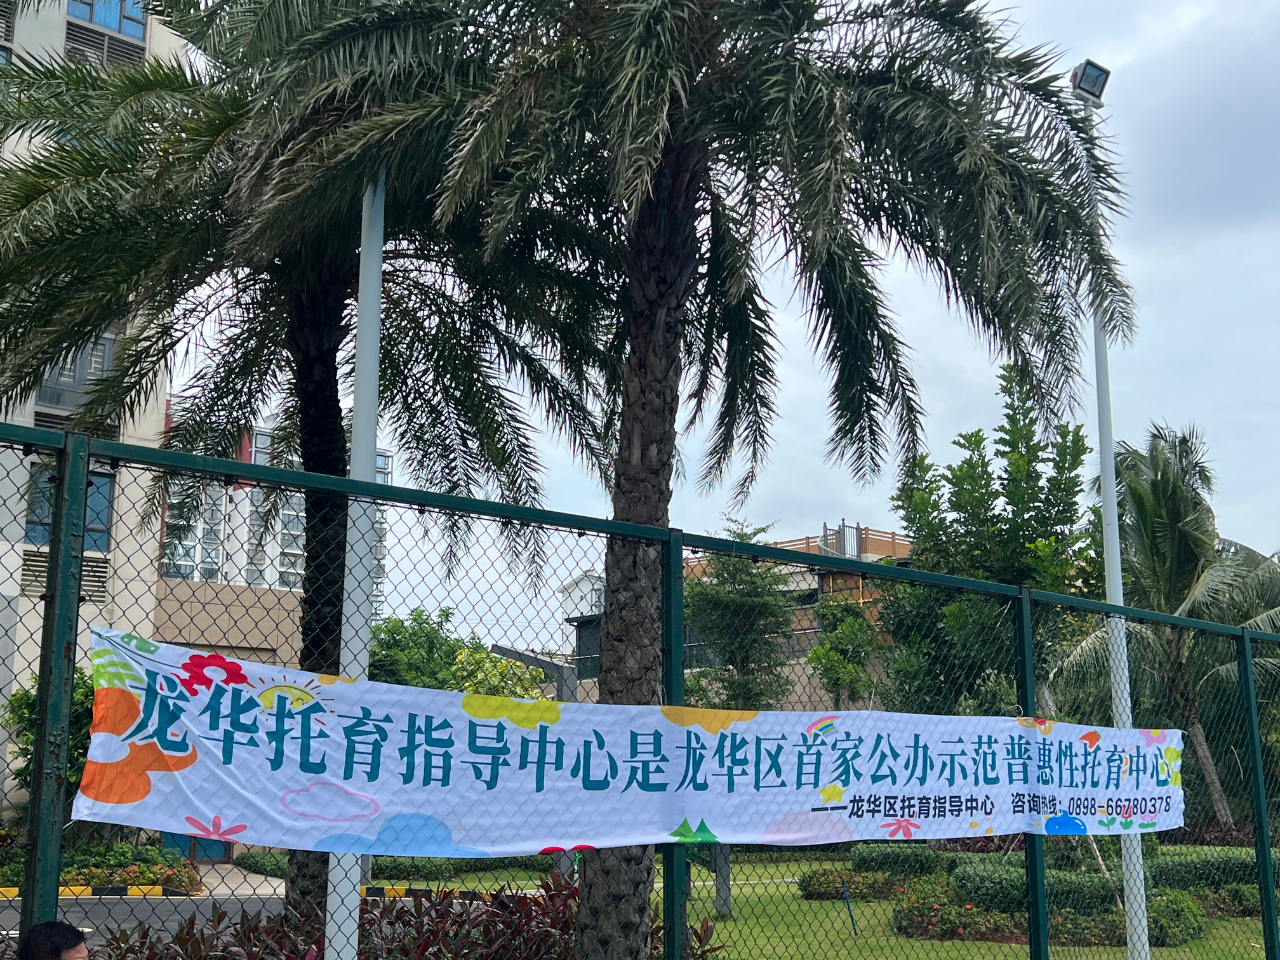 龙华托育指导中心是龙华区首家公办示范普惠性托育中心
——龙华区托育指导中心 咨询热线：0898-66780378